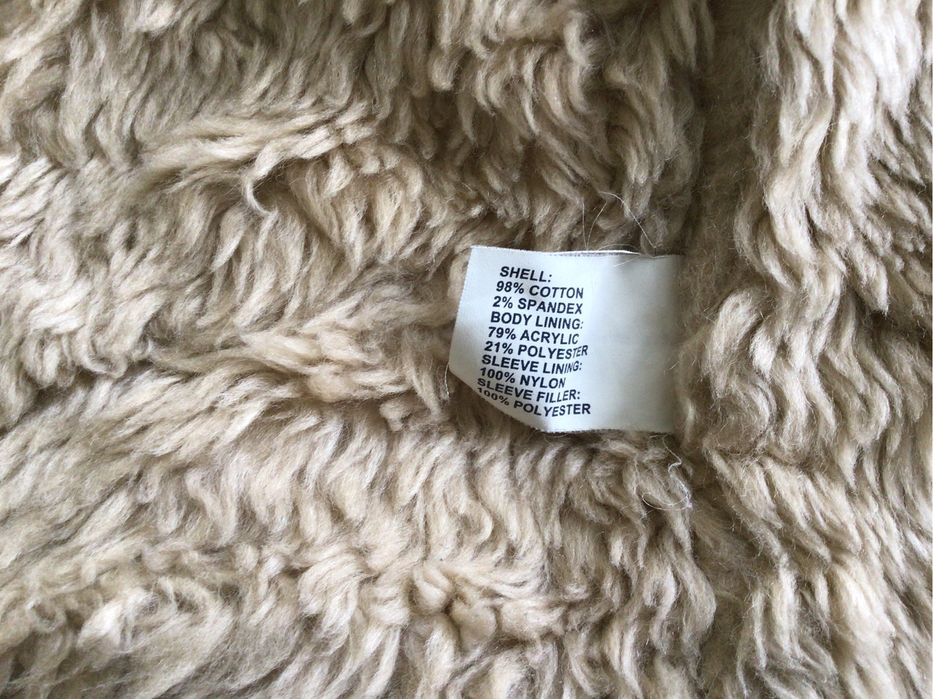 SHELL:
98% COTTON
2% SPANDEX
BODY LINING:
79% ACRYLIC
21% POLYESTER
SLEEVE LINING:
100% NYLON
SLEEVE FILLER:
100% POLYESTER